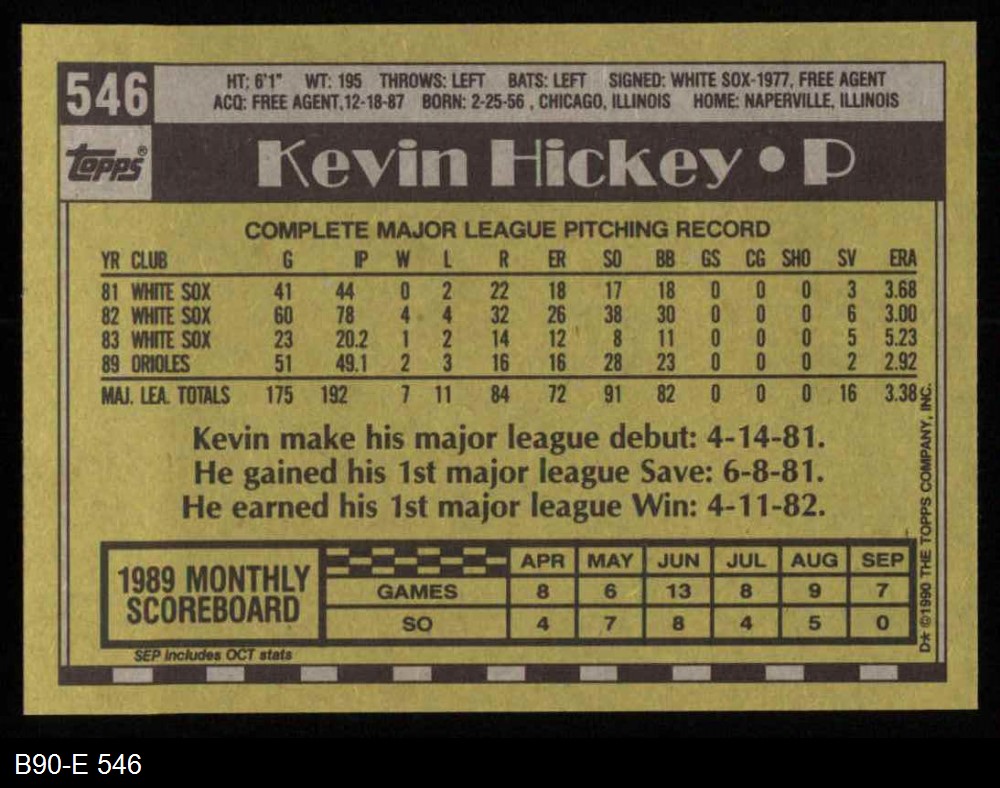 546
HT: 6'1" WT: 195 THROWS: LEFT BATS: LEFT SIGNED: WHITE SOX-1977, FREE AGENT
ACQ: FREE AGENT,12-18-87 BORN: 2-25-56 , CHICAGO, ILLINOIS HOME: NAPERVILLE, ILLINOIS
Topps®
Kevin Hickey • P
COMPLETE MAJOR LEAGUE PITCHING RECORD
YR CLUB G IP W L R ER SO BB GS CG SHO SV ERA
81 WHITE SOX 41 44 0 2 22 18 17 18 0 0 0 3 3.68
82 WHITE SOX 60 78 4 4 32 26 38 30 0 0 0 6 3.00
83 WHITE SOX 23 20.2 1 2 14 12 8 11 0 0 0 5 5.23
89 ORIOLES 51 49.1 2 3 16 16 28 23 0 0 0 2 2.92
MAJ. LEA. TOTALS 175 192 7 11 84 72 91 82 0 0 0 16 3.38
Kevin make his major league debut: 4-14-81.
He gained his 1st major league Save: 6-8-81.
He earned his 1st major league Win: 4-11-82.
1989 MONTHLY
SCOREBOARD
APR MAY JUN JUL AUG SEP
GAMES 8 6 13 8 9 7
SO 4 7 8 4 5 0
SEP includes OCT stats
D* ©1990 THE TOPPS COMPANY, INC.
B90-E 546